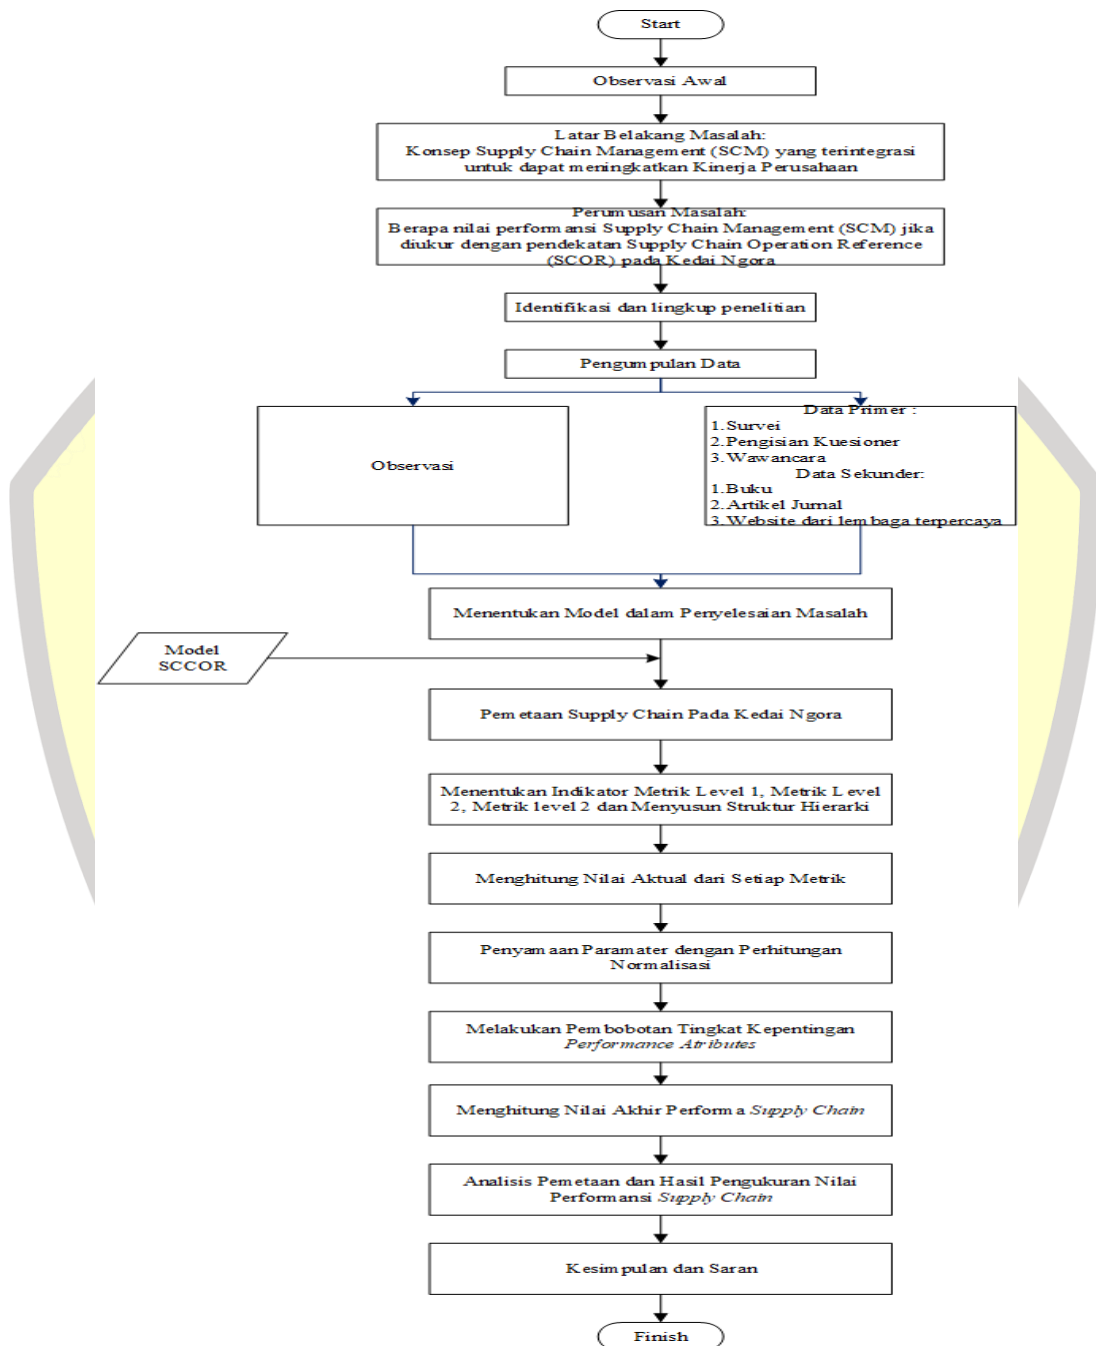 Start
Observasi Awal
Latar Belakang Masalah:
Konsep Supply Chain Management (SCM) yang terintegrasi
untuk dapat meningkatkan Kinerja Perusahaan
Perumusan Masalah:
Berapa nilai performansi Supply Chain Management (SCM) jika
diukur dengan pendekatan Supply Chain Operation Reference
(SCOR) pada Kedai Ngora
Identifikasi dan lingkup penelitian
Pengumpulan Data
Observasi
Data Primer :
1.Survei
2.Pengisian Kuesioner
3.Wawancara
Data Sekunder:
1.Buku
2.Artikel Jurnal
3.Website dari lembaga terpercaya
Menentukan Model dalam Penyelesaian Masalah
Model
SCCOR
Pemetaan Supply Chain Pada Kedai Ngora
Menentukan Indikator Metrik Level 1, Metrik Level
2, Metrik level 2 dan Menyusun Struktur Hierarki
Menghitung Nilai Aktual dari Setiap Metrik
Penyamaan Paramater dengan Perhitungan
Normalisasi
Melakukan Pembobotan Tingkat Kepentingan
Performance Atributes
Menghitung Nilai Akhir Performa Supply Chain
Analisis Pemetaan dan Hasil Pengukuran Nilai
Performansi Supply Chain
Kesimpulan dan Saran
Finish